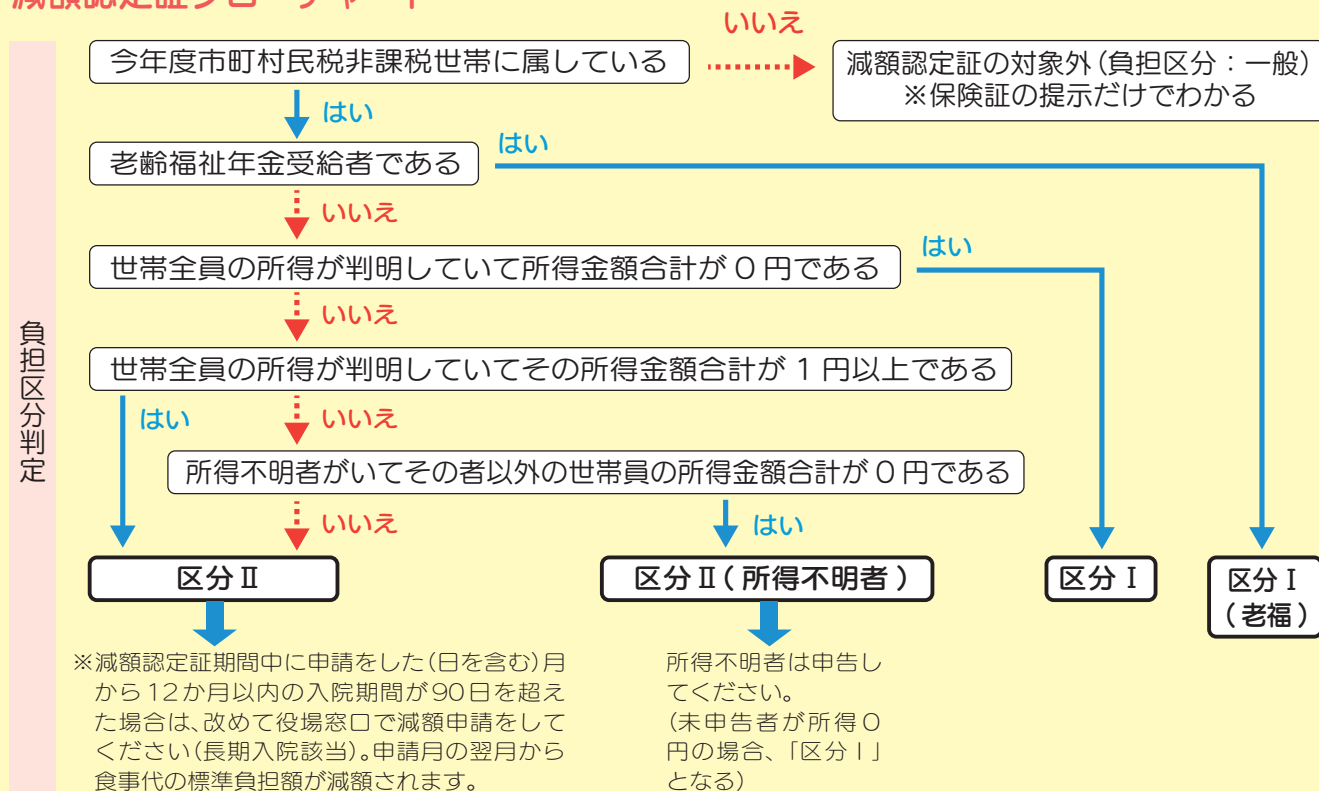 減額認定証フローチャート
いいえ
今年度市町村民税非課税世帯に属している
減額認定証の対象外(負担区分:一般)
※保険証の提示だけでわかる
はい
老齢福祉年金受給者である
はい
いいえ
世帯全員の所得が判明していて所得金額合計が0円である
はい
いいえ
世帯全員の所得が判明していてその所得金額合計が1円以上である
はい
いいえ
所得不明者がいてその者以外の世帯員の所得金額合計が0円である
いいえ
はい
負担区分判定
区分Ⅱ
区分Ⅱ(所得不明者)
区分Ⅰ
区分Ⅰ
(老福)
※減額認定証期間中に申請をした(日を含む)月
から12か月以内の入院期間が90日を超え
た場合は、改めて役場窓口で減額申請をして
ください(長期入院該当)。申請月の翌月から
食事代の標準負担額が減額されます。
所得不明者は申告し
てください。
(未申告者が所得0
円の場合、「区分Ⅰ」
となる)